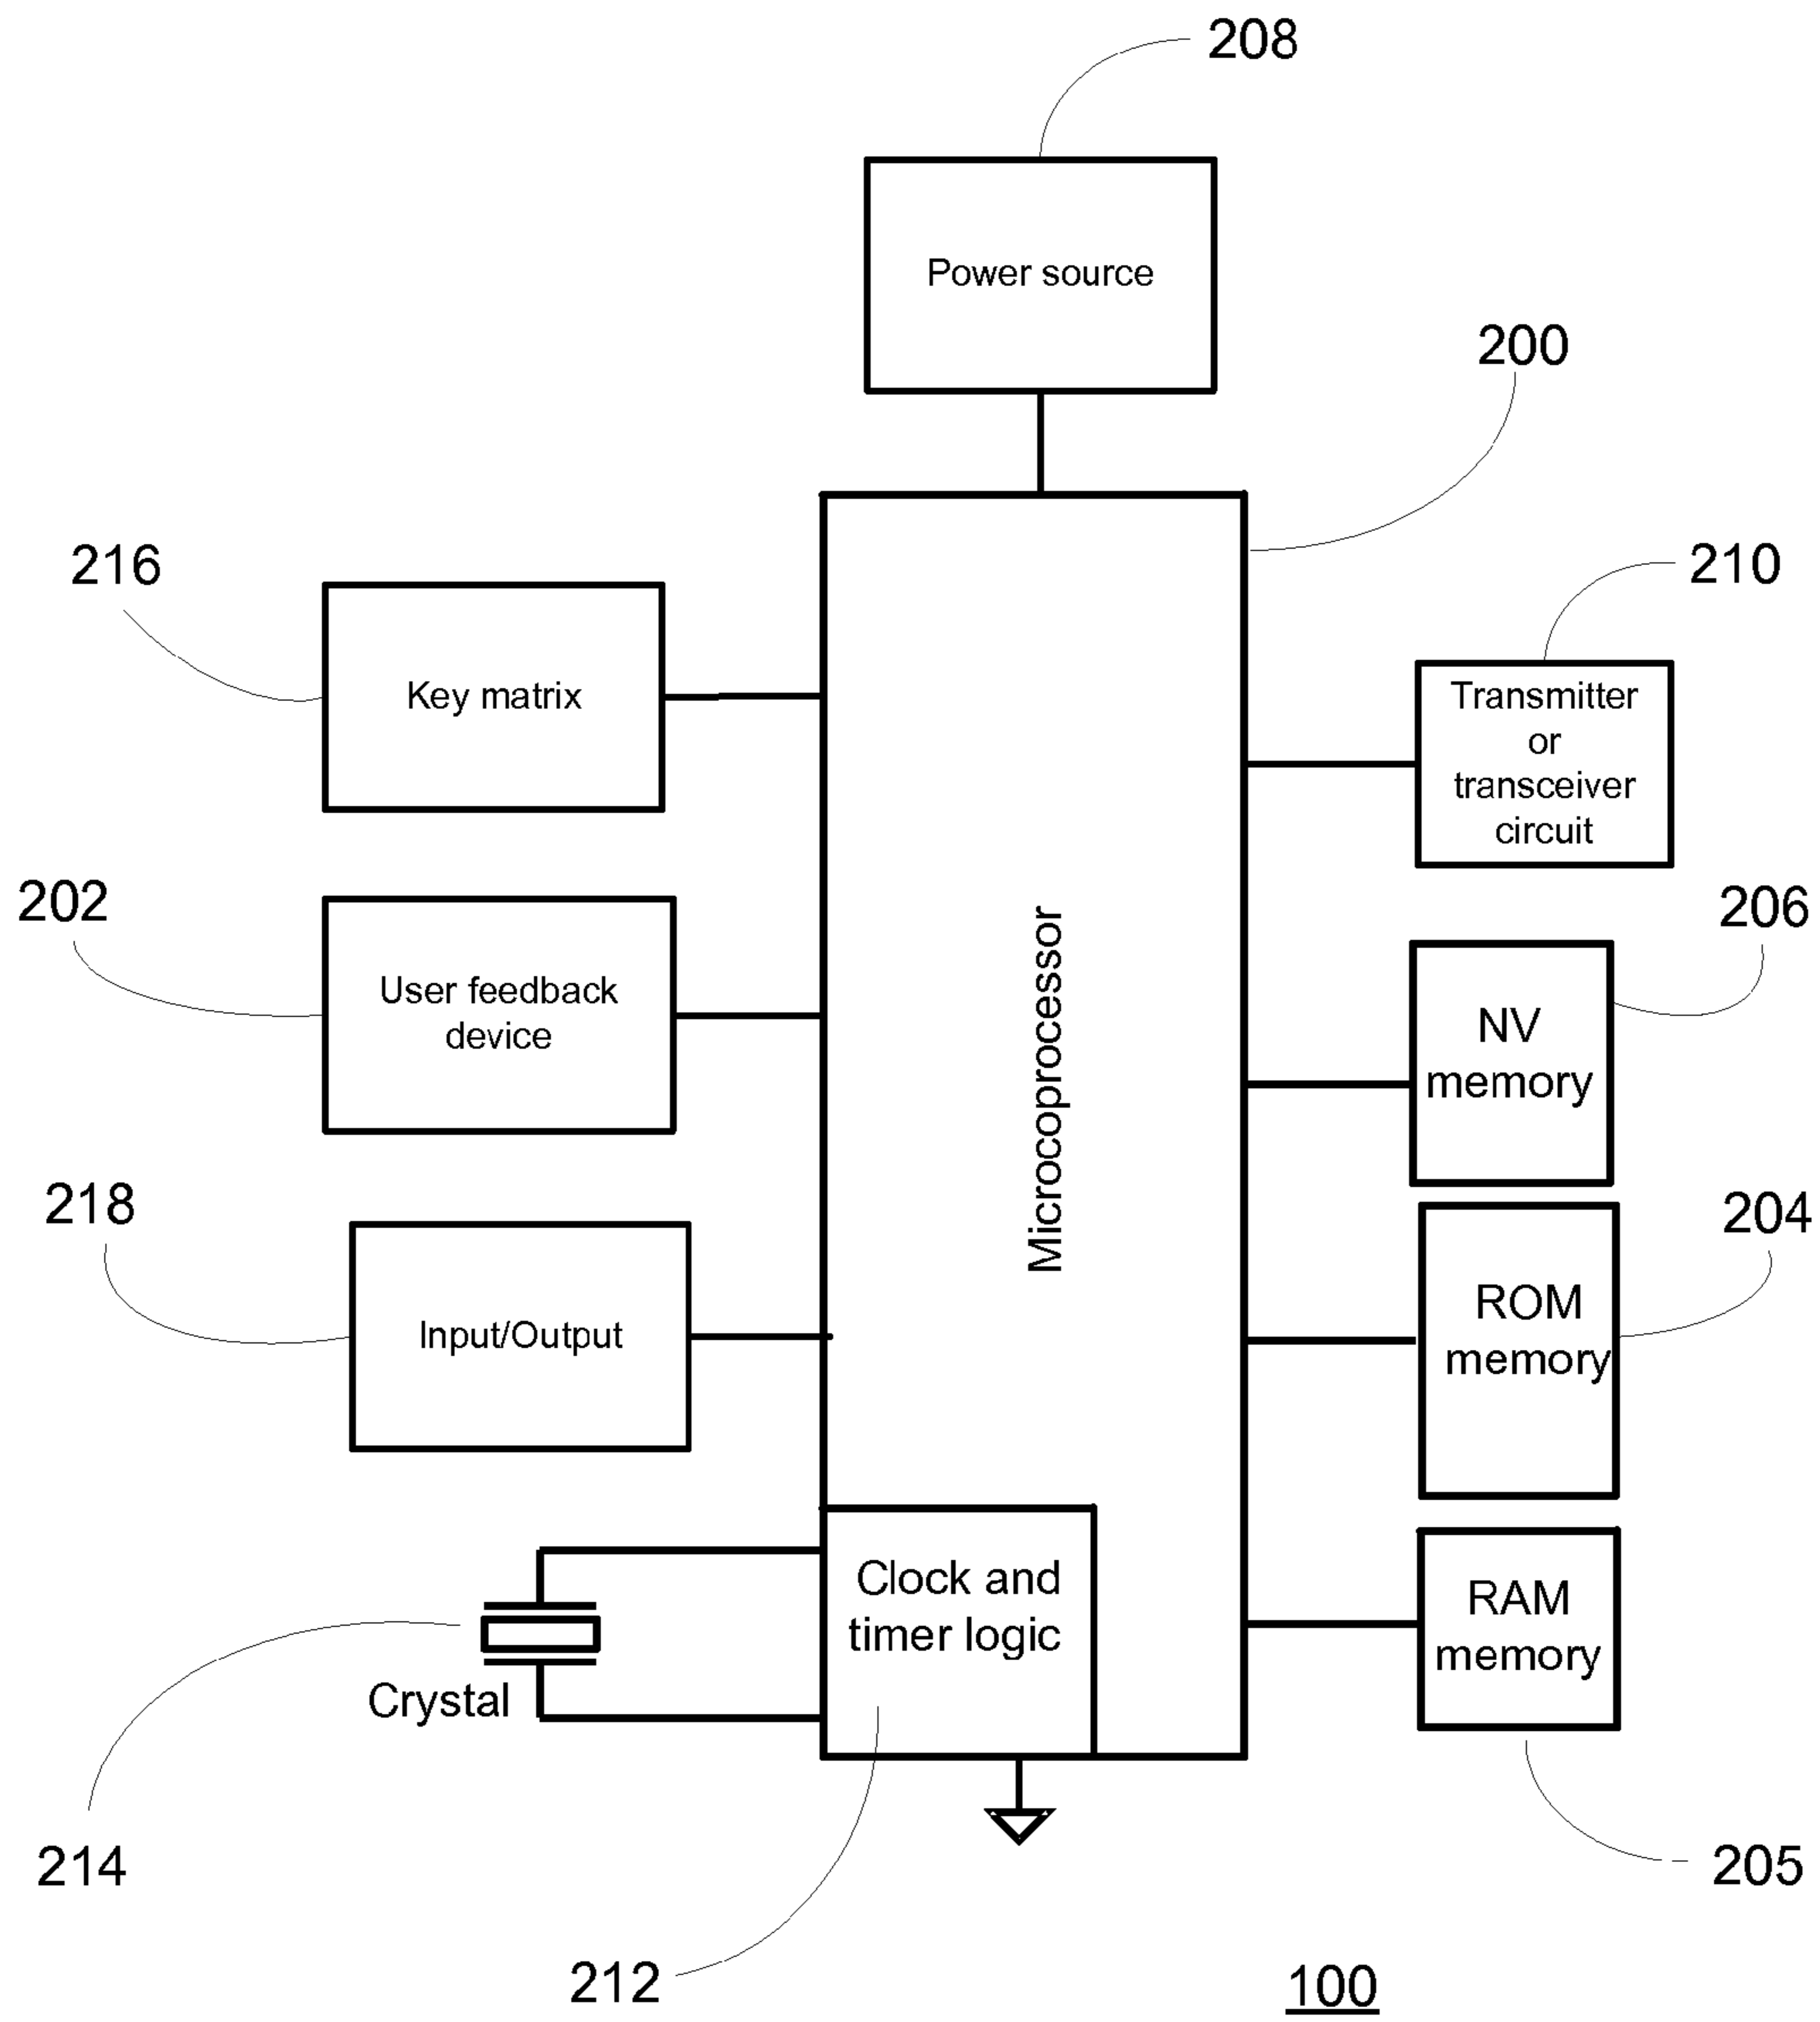 208
Power source
200
216
Key matrix
210
Transmitter
or
transceiver
circuit
202
User feedback
device
206
NV
memory
Microcoprocessor
218
Input/Output
204
ROM
memory
Clock and
timer logic
RAM
memory
Crystal
214
205
212
100